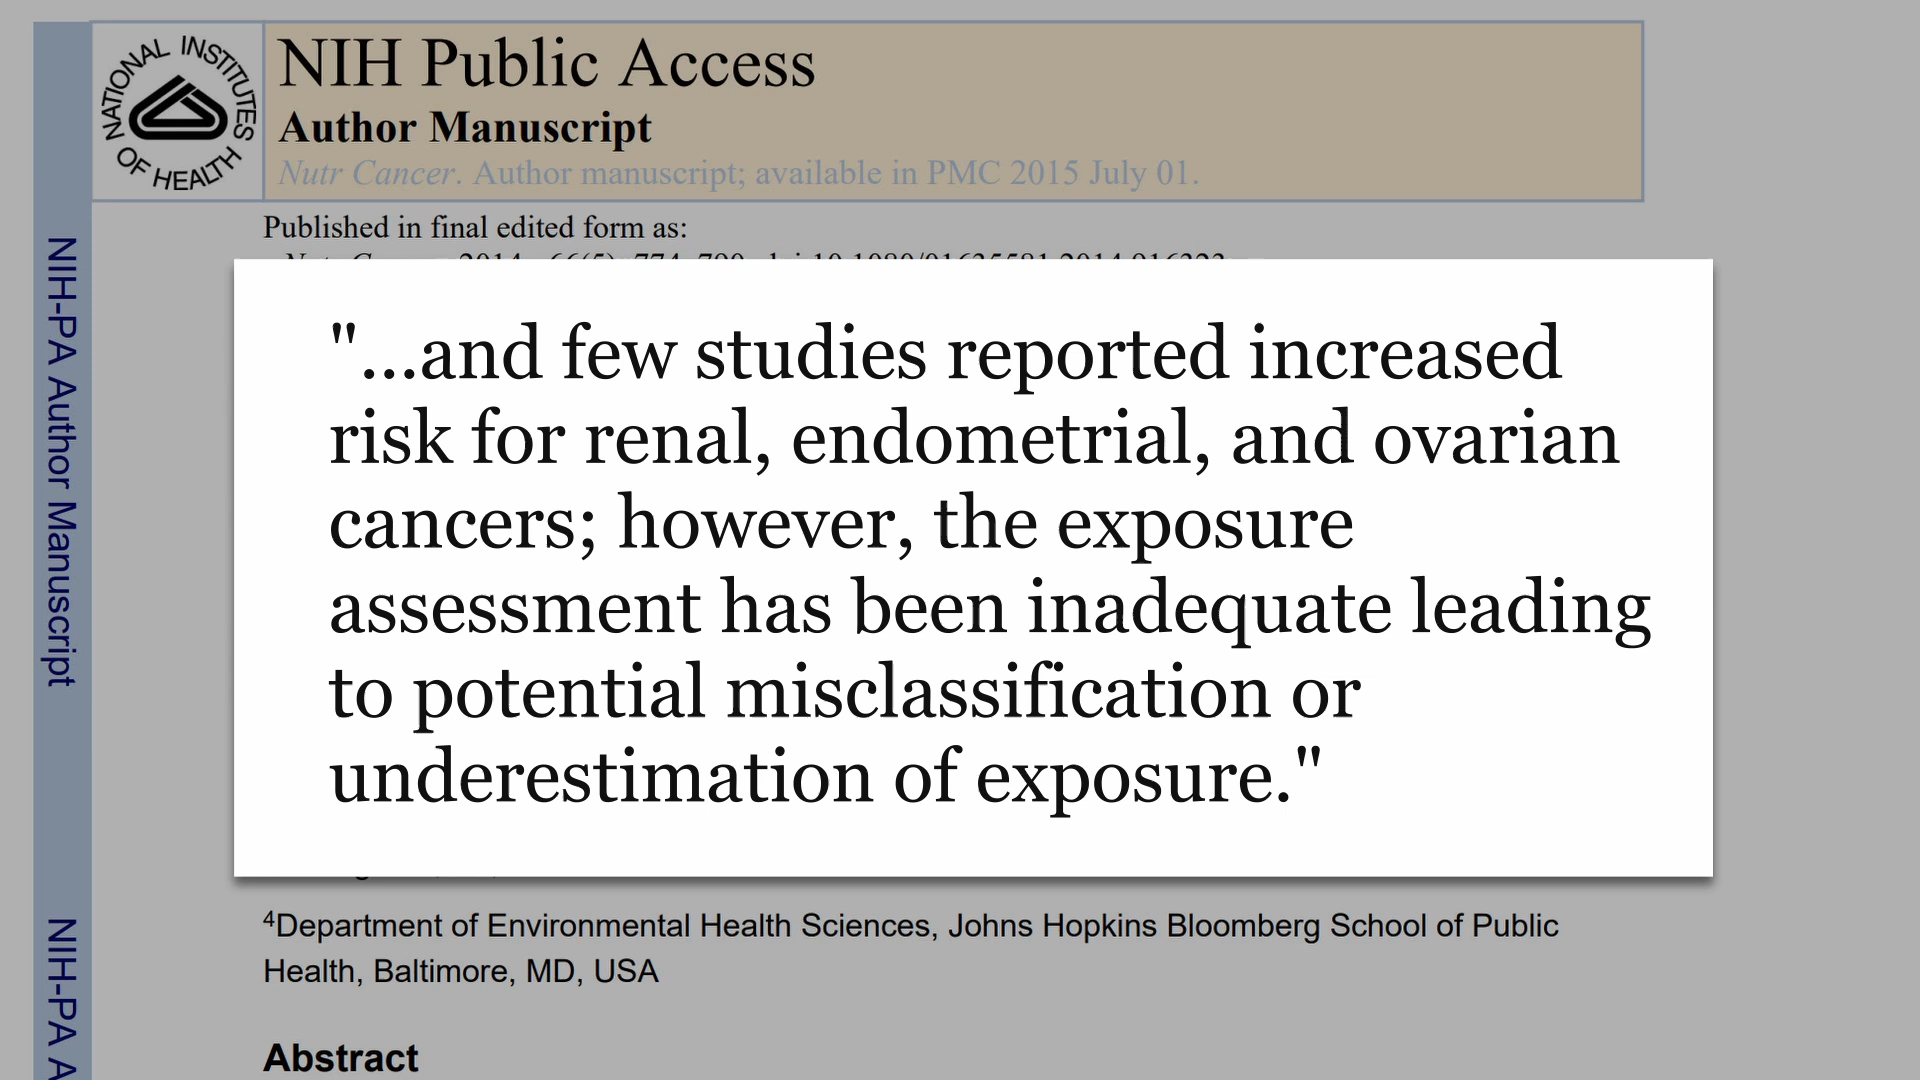 NATIONAL INSTITUTES
OF HEALTH
NIH Public Access
Author Manuscript
Nutr Cancer. Author manuscript; available in PMC 2015 July 01.
Published in final edited form as:
"...and few studies reported increased
risk for renal, endometrial, and ovarian
cancers; however, the exposure
assessment has been inadequate leading
to potential misclassification or
underestimation of exposure."
⁴Department of Environmental Health Sciences, Johns Hopkins Bloomberg School of Public
Health, Baltimore, MD, USA
Abstract
NIH-PA Author Manuscript
NIH-PA A